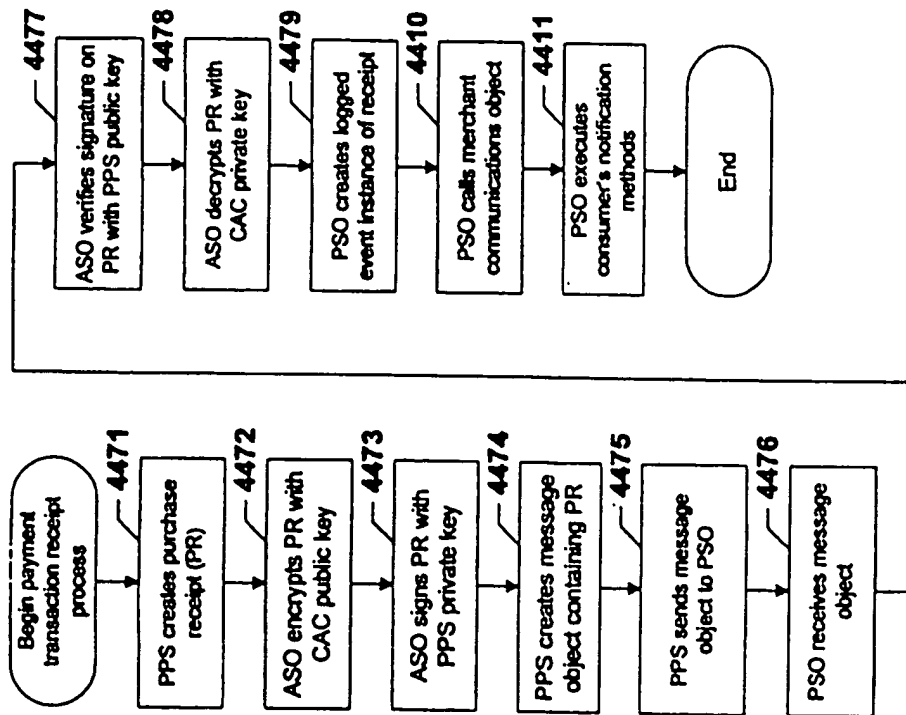 Begin payment
transaction receipt
process
4471
PPS creates purchase
receipt (PR)
4472
ASO encrypts PR with
CAC public key
4473
ASO signs PR with
PPS private key
4474
PPS creates message
object containing PR
4475
PPS sends message
object to PSO
4476
PSO receives message
object
4477
ASO verifies signature on
PR with PPS public key
4478
ASO decrypts PR with
CAC private key
4479
PSO creates logged
event instance of receipt
4410
PSO calls merchant
communications object
4411
PSO executes
consumer's notification
methods
End